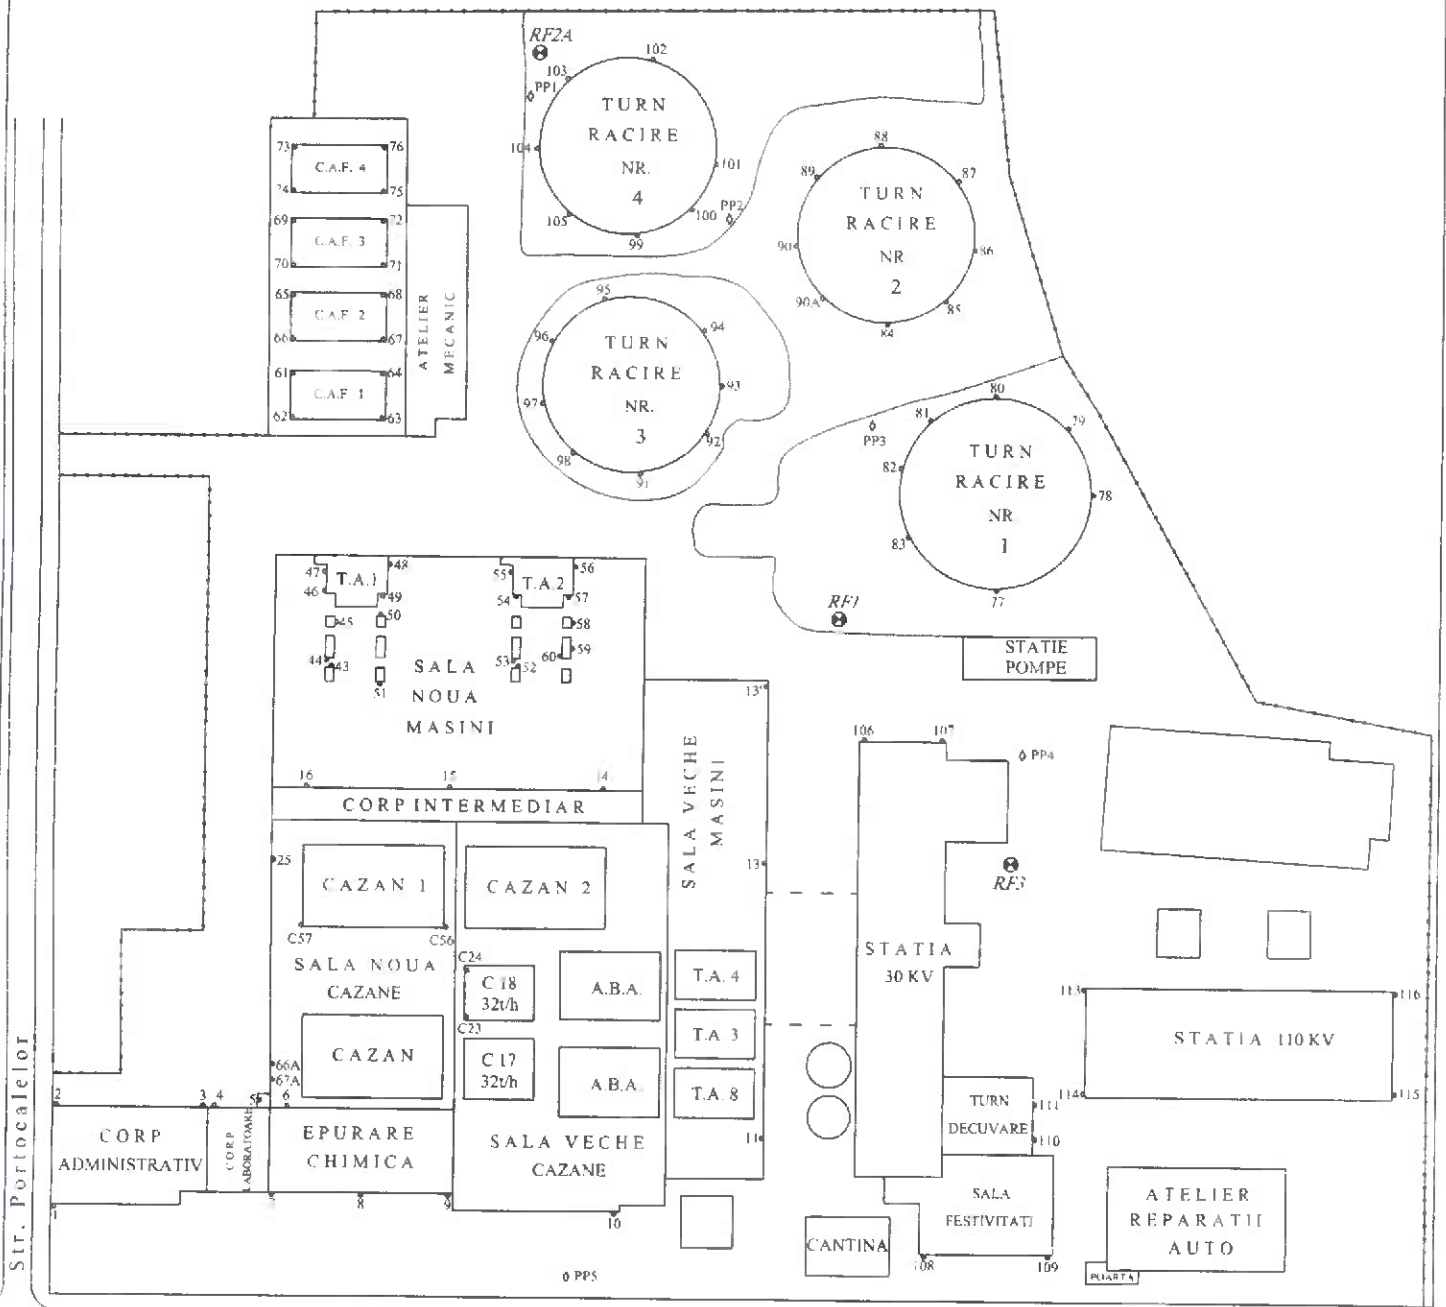 RF2A
102
103
PP1
TURN
RACIRE
NR.
4
104
101
105
100
PP2
99
88
89
87
TURN
RACIRE
NR
2
90
86
90A
85
84
73
76
C.A.F. 4
74
75
69
72
C.A.F. 3
70
71
65
68
C.A.F. 2
66
67
61
64
C.A.F. 1
62
63
ATELIER
MECANIC
95
94
96
TURN
RACIRE
NR.
3
93
97
92
98
91
80
81
79
PP3
82
TURN
RACIRE
NR
1
78
83
77
RF1
STATIE
POMPE
47
48
T.A.1
46
49
50
45
44
43
51
55
56
T.A.2
54
57
58
59
53
52
60
SALA
NOUA
MASINI
13'
16
15
14
CORP INTERMEDIAR
SALA VECHE
MASINI
13
106
107
PP4
RF3
25
CAZAN 1
CAZAN 2
C57
C56
SALA NOUA
CAZANE
C24
C 18
32t/h
C23
A.B.A.
T.A. 4
T.A. 3
CAZAN
C 17
32t/h
A.B.A.
T.A. 8
66A
67A
STATIA
30 KV
113
116
STATIA 110 KV
114
115
TURN
DECUVARE
111
110
2
3
4
5
6
CORP
ADMINISTRATIV
CORP
LABORATOARE
EPURARE
CHIMICA
SALA VECHE
CAZANE
11
1
7
8
9
10
SALA
FESTIVITATI
CANTINA
108
109
ATELIER
REPARATII
AUTO
POARTA
PP5
Str. Portocalelor